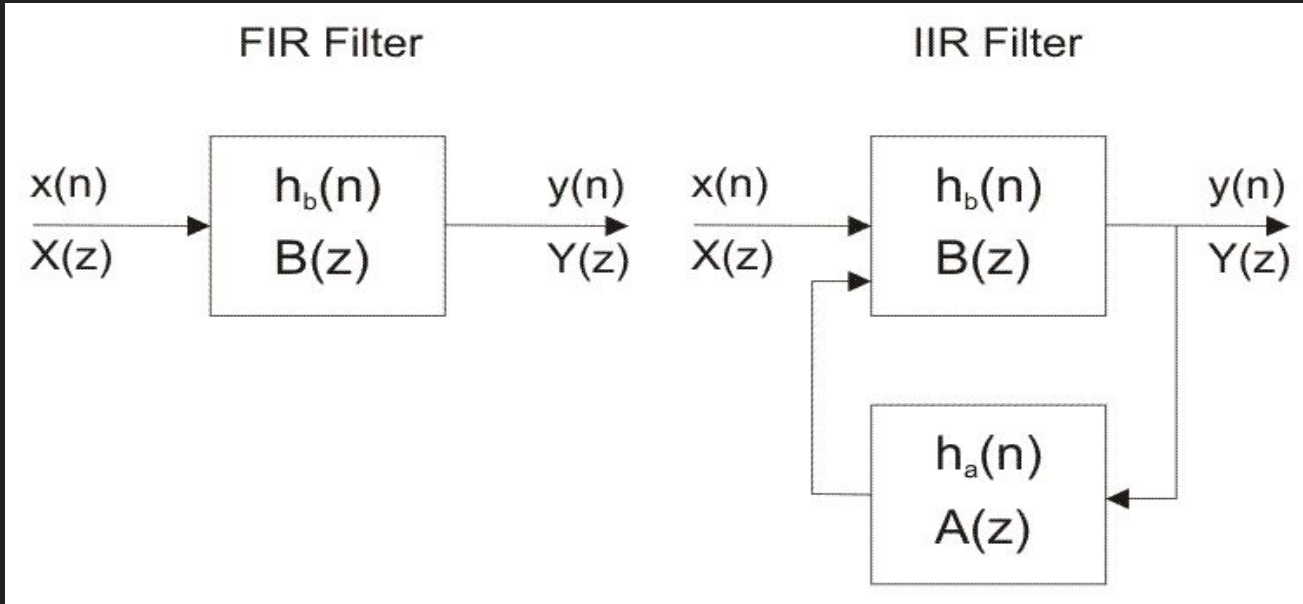 FIR Filter
x(n)
X(z)
h_b(n)
B(z)
y(n)
Y(z)
IIR Filter
x(n)
X(z)
h_b(n)
B(z)
y(n)
Y(z)
h_a(n)
A(z)